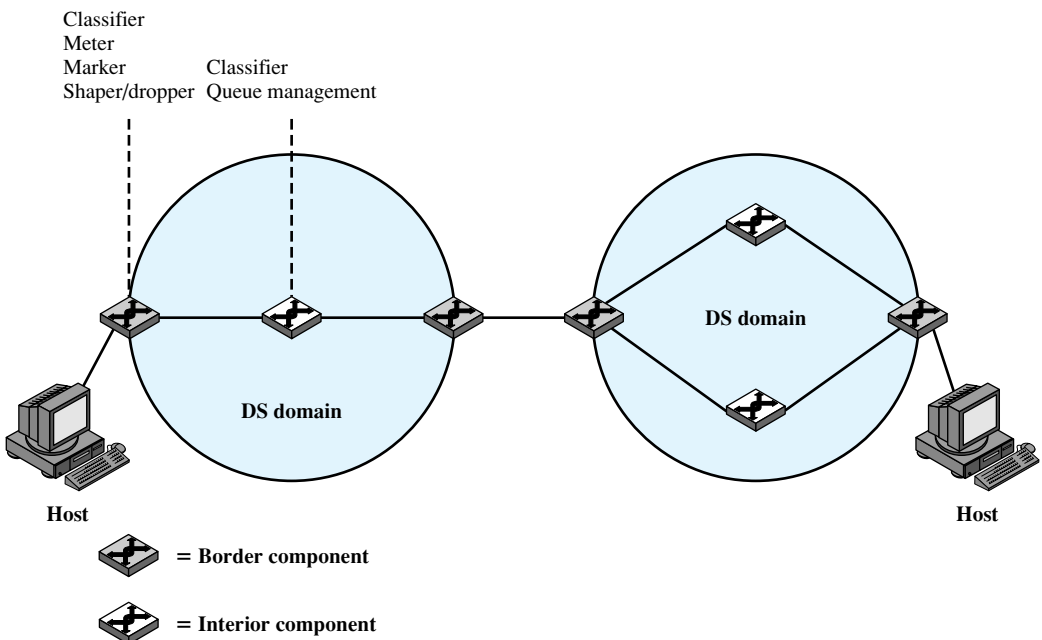 Classifier
Meter
Marker
Shaper/dropper
Classifier
Queue management
DS domain
DS domain
Host
Host
= Border component
= Interior component